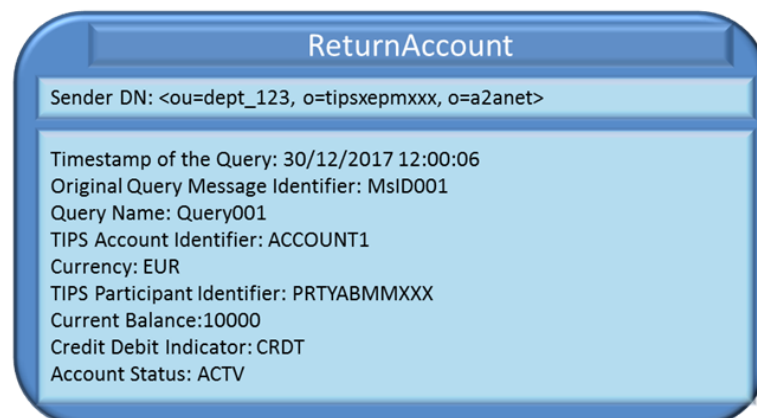 ReturnAccount
Sender DN: <ou=dept_123, o=tipsxepmxxx, o=a2anet>
Timestamp of the Query: 30/12/2017 12:00:06
Original Query Message Identifier: MsID001
Query Name: Query001
TIPS Account Identifier: ACCOUNT1
Currency: EUR
TIPS Participant Identifier: PRTYABMMXXX
Current Balance:10000
Credit Debit Indicator: CRDT
Account Status: ACTV